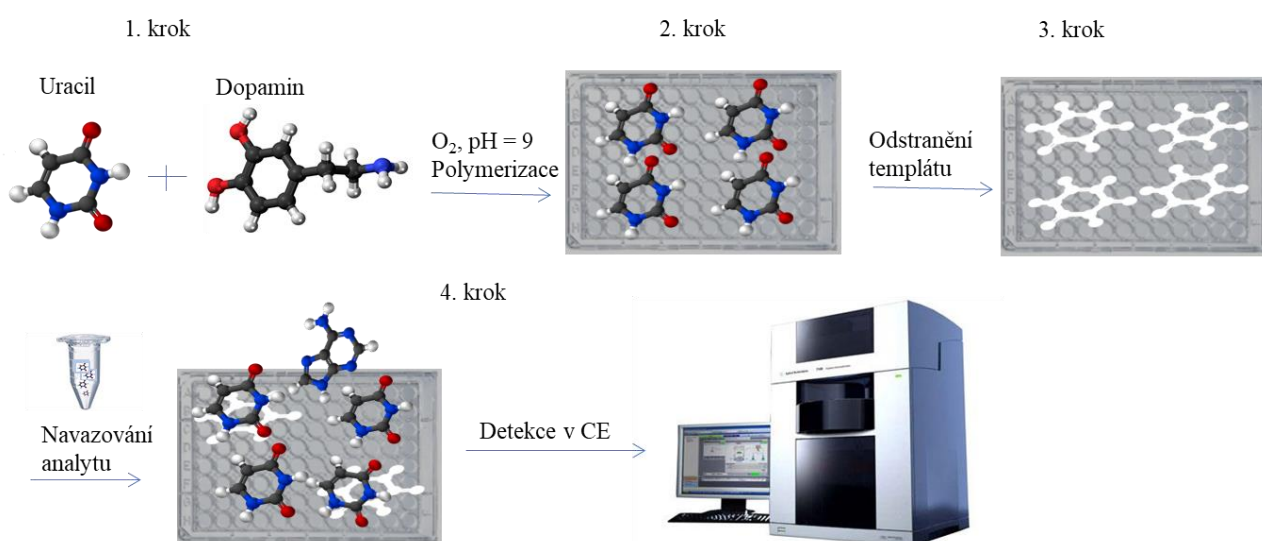 1. krok
2. krok
3. krok
Uracil
Dopamin
O₂, pH = 9
Polymerizace
Odstranění
templátu
4. krok
Navazování
analytu
Detekce v CE